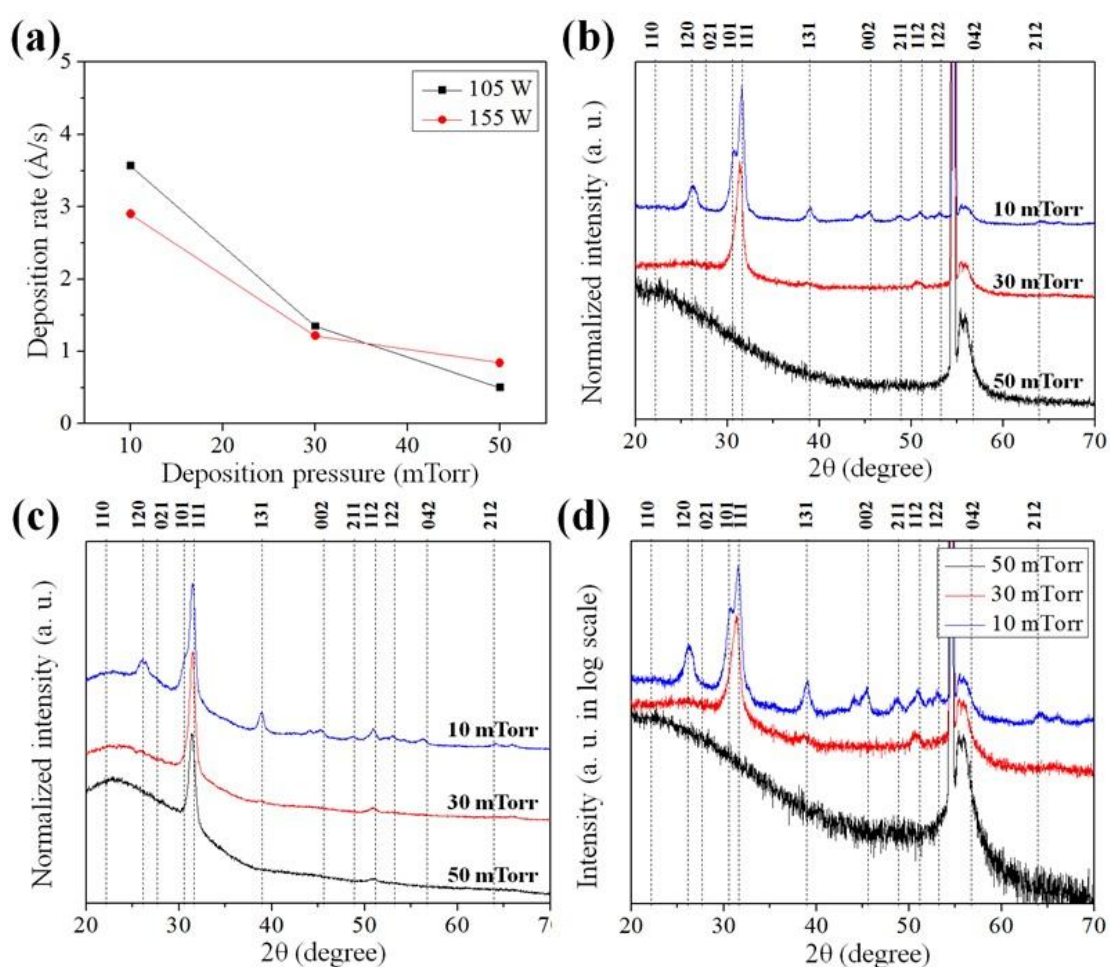 (a)
5
4
3
2
1
0
Deposition rate (Å/s)
105 W
155 W
10 20 30 40 50
Deposition pressure (mTorr)
(b)
110 120 021 101 111 131 002 211 112 122 042 212
Normalized intensity (a. u.)
10 mTorr
30 mTorr
50 mTorr
20 30 40 50 60 70
2θ (degree)
(c)
110 120 021 101 111 131 002 211 112 122 042 212
Normalized intensity (a. u.)
10 mTorr
30 mTorr
50 mTorr
20 30 40 50 60 70
2θ (degree)
(d)
110 120 021 101 111 131 002 211 112 122 042 212
Intensity (a. u. in log scale)
50 mTorr
30 mTorr
10 mTorr
20 30 40 50 60 70
2θ (degree)